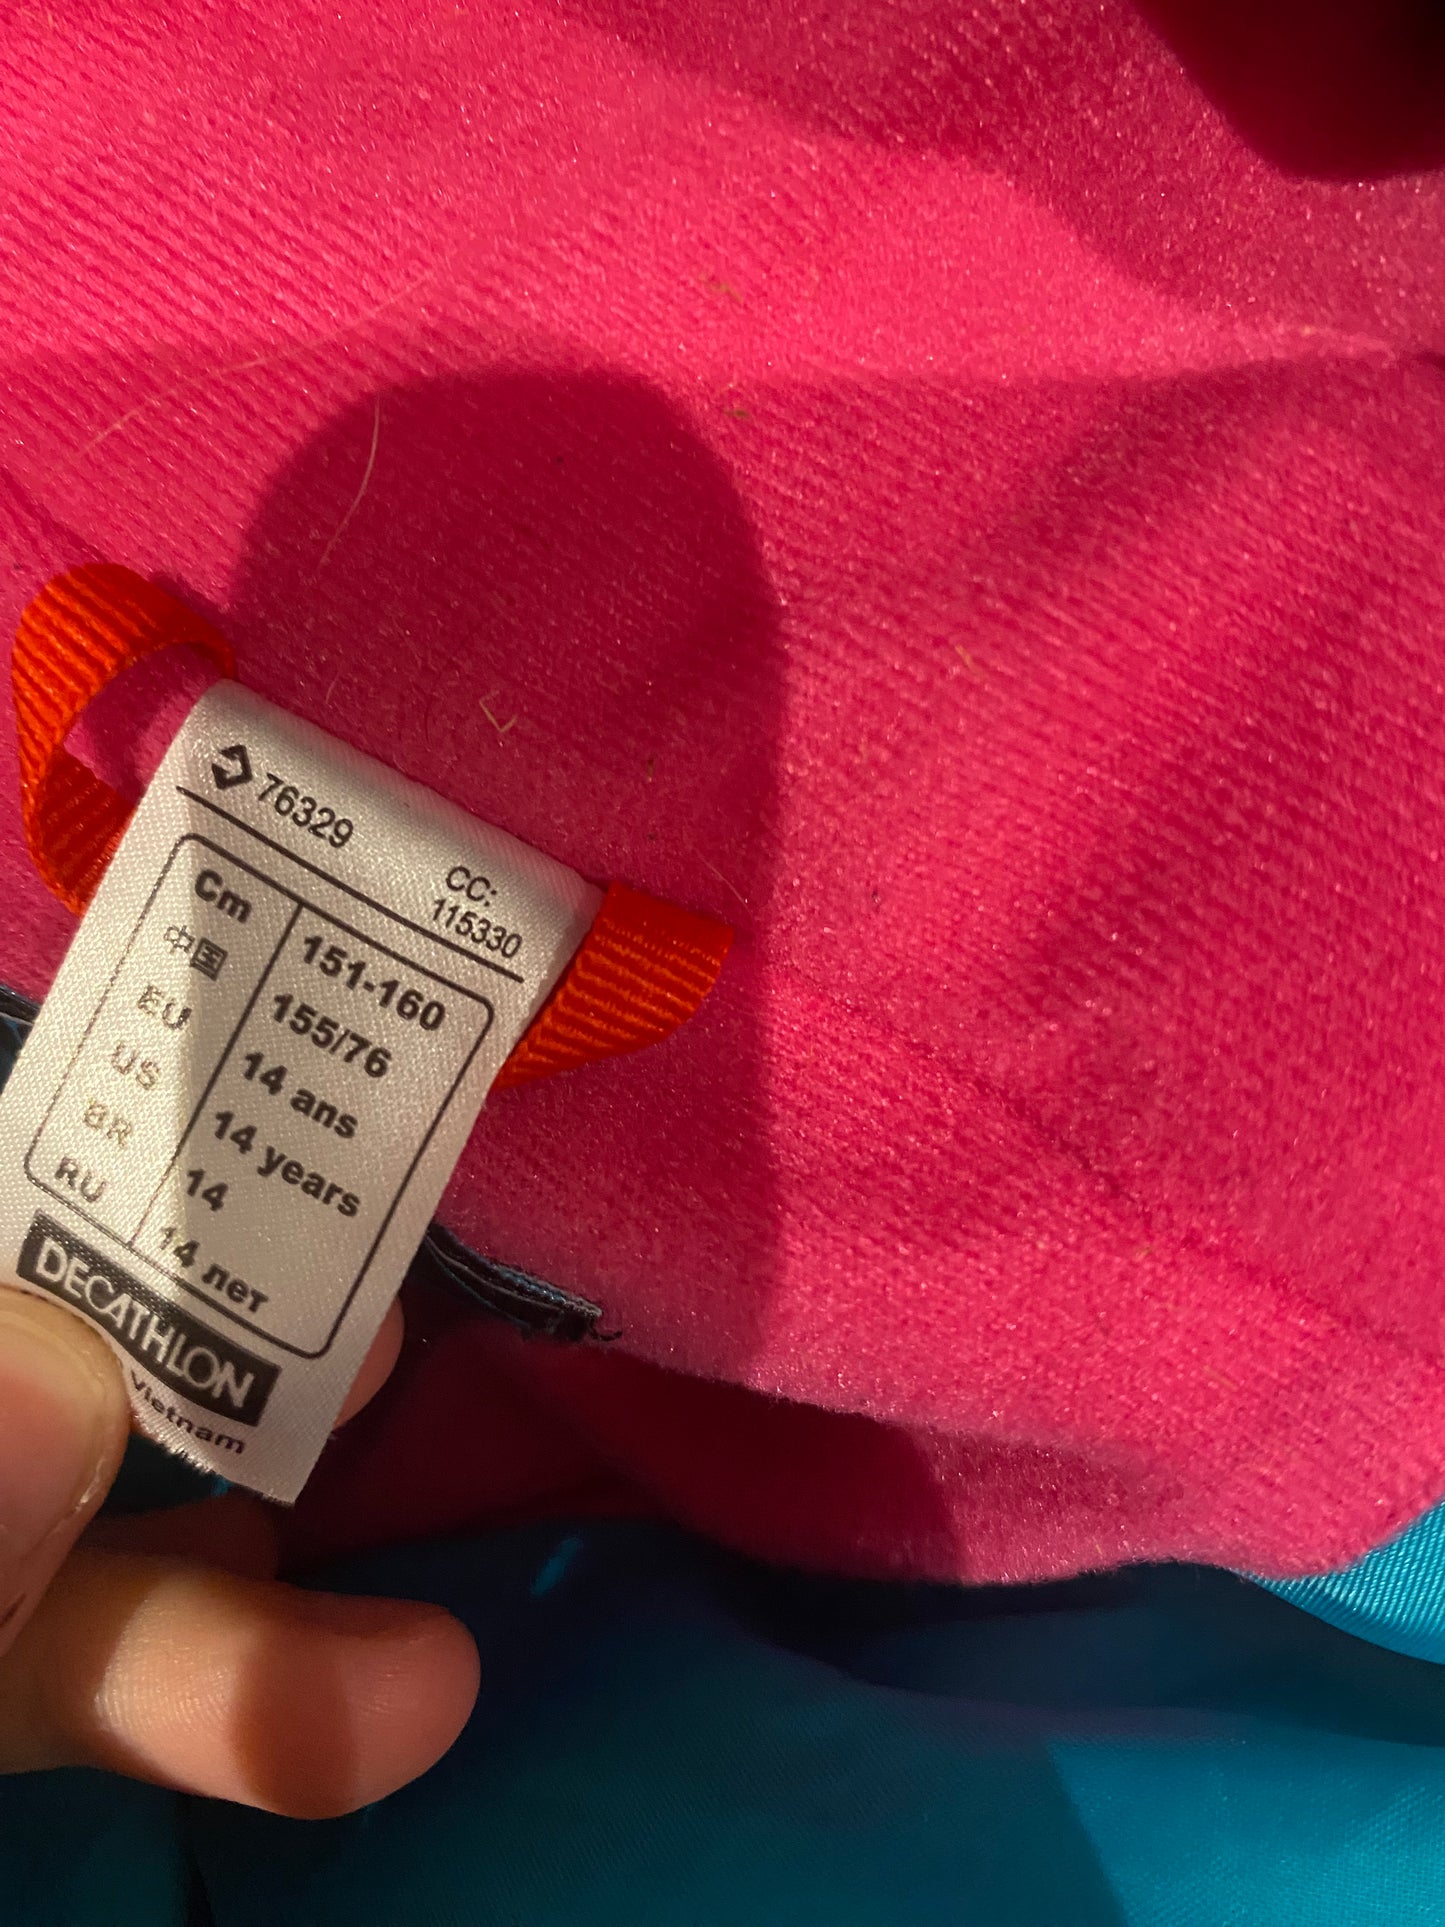 76329
CC:
115330
Cm 151-160
中国 155/76
EU 14 ans
US 14 years
BR 14
RU 14 лет
DECATHLON
Vietnam